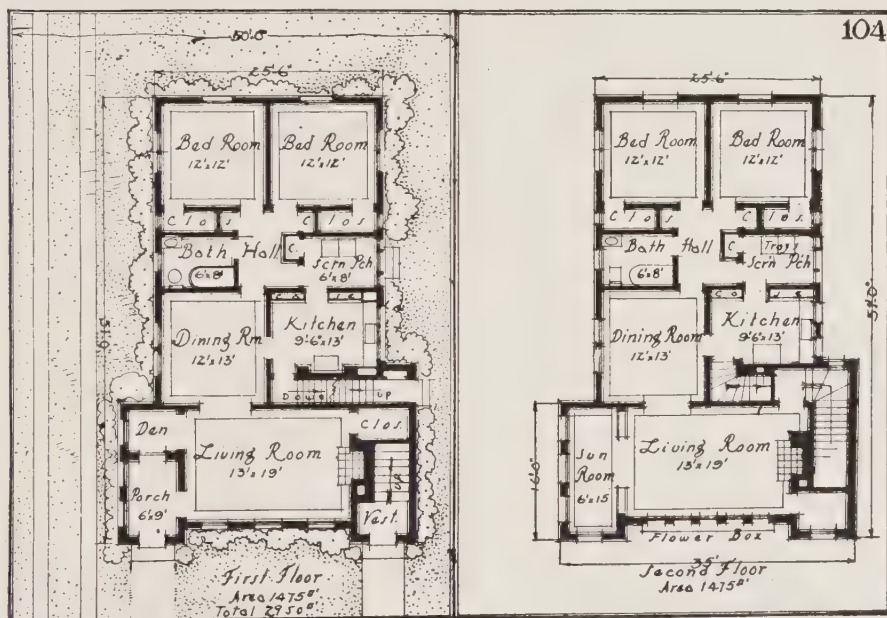 104
50'-0"
25'-6"
Bed Room
12'x12'
Bed Room
12'x12'
Clos
Clos.
Bath
6'x8'
Hall
C.
Scrn Pch
6'x8'
Dining Rm
12'x13'
Kitchen
9'-6"x13'
Down
UP
Den
Living Room
13'x19'
Clos.
Porch
6'x9'
UP
Vest.
First Floor
Area 1475□'
Total 2950□'
25'-6"
Bed Room
12'x12'
Bed Room
12'x12'
Clos
Clos.
Bath
6'x8'
Hall
C
Trays
Scrn Pch
Dining Room
12'x13'
Kitchen
9'-6"x13'
16'-0"
Sun
Room
6'x15
Living Room
13'x19'
Flower Box
35'
Second Floor
Area 1475□'